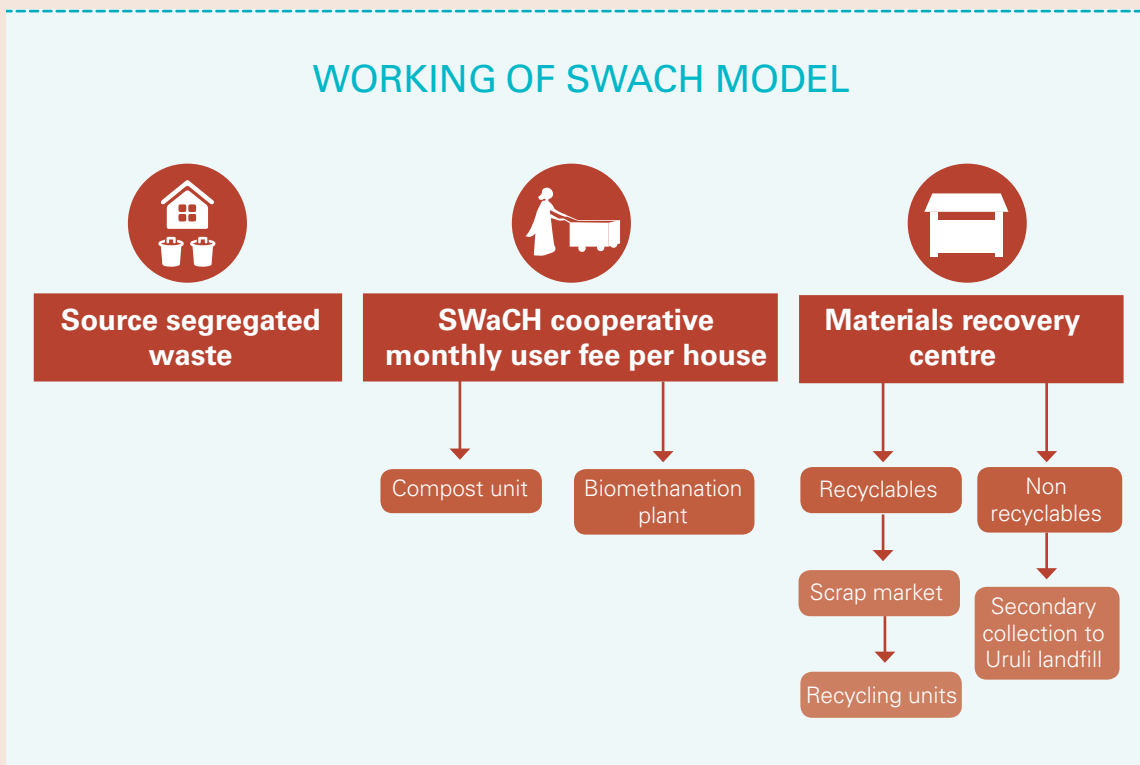 WORKING OF SWACH MODEL
Source segregated
waste
SWaCH cooperative
monthly user fee per house
Materials recovery
centre
Compost unit
Biomethanation
plant
Recyclables
Non
recyclables
Scrap market
Secondary
collection to
Uruli landfill
Recycling units